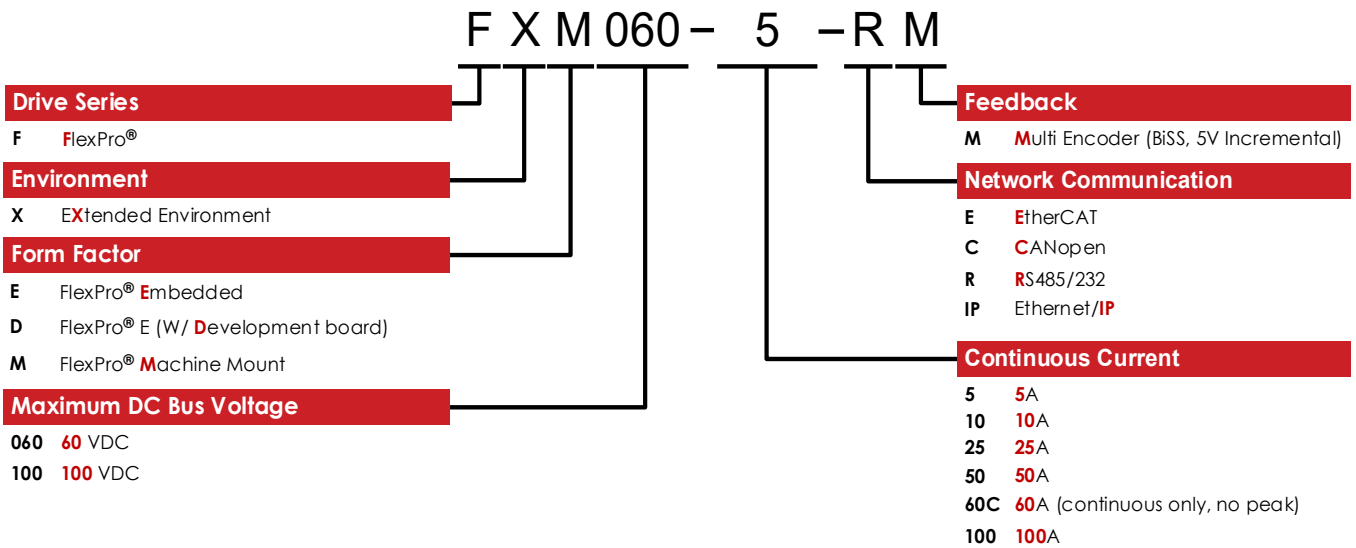 F X M 060 – 5 – R M
Drive Series
F FlexPro®
Environment
X EXtended Environment
Form Factor
E FlexPro® Embedded
D FlexPro® E (W/ Development board)
M FlexPro® Machine Mount
Maximum DC Bus Voltage
060 60 VDC
100 100 VDC
Feedback
M Multi Encoder (BiSS, 5V Incremental)
Network Communication
E EtherCAT
C CANopen
R RS485/232
IP Ethernet/IP
Continuous Current
5 5A
10 10A
25 25A
50 50A
60C 60A (continuous only, no peak)
100 100A